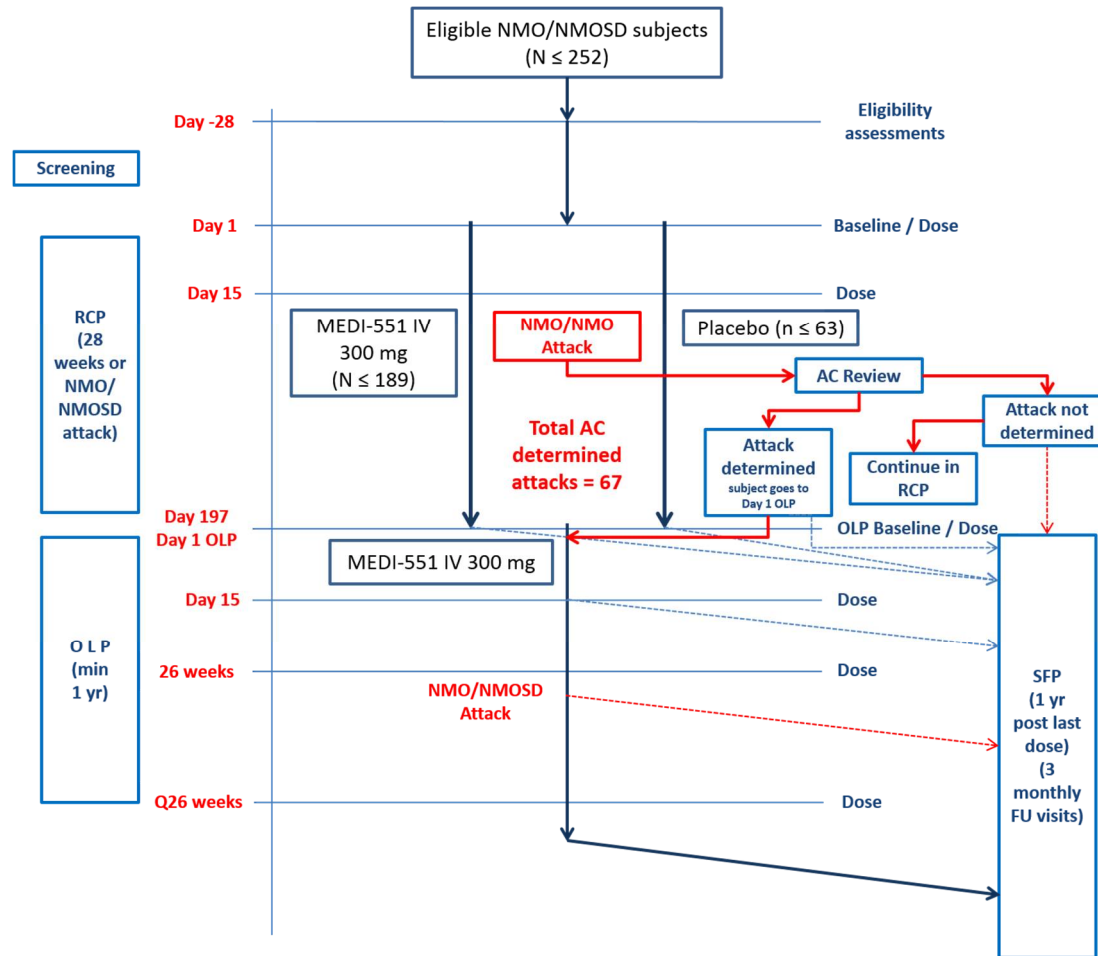 Eligible NMO/NMOSD subjects
(N ≤ 252)
Day -28
Eligibility
assessments
Screening
Day 1
Baseline / Dose
RCP
(28
weeks or
NMO/
NMOSD
attack)
Day 15
Dose
MEDI-551 IV
300 mg
(N ≤ 189)
NMO/NMO
Attack
Placebo (n ≤ 63)
AC Review
Total AC
determined
attacks = 67
Attack
determined
subject goes to
Day 1 OLP
Attack not
determined
Continue in
RCP
Day 197
Day 1 OLP
OLP Baseline / Dose
MEDI-551 IV 300 mg
O L P
(min
1 yr)
Day 15
Dose
26 weeks
Dose
NMO/NMOSD
Attack
SFP
(1 yr
post last
dose)
(3
monthly
FU visits)
Q26 weeks
Dose